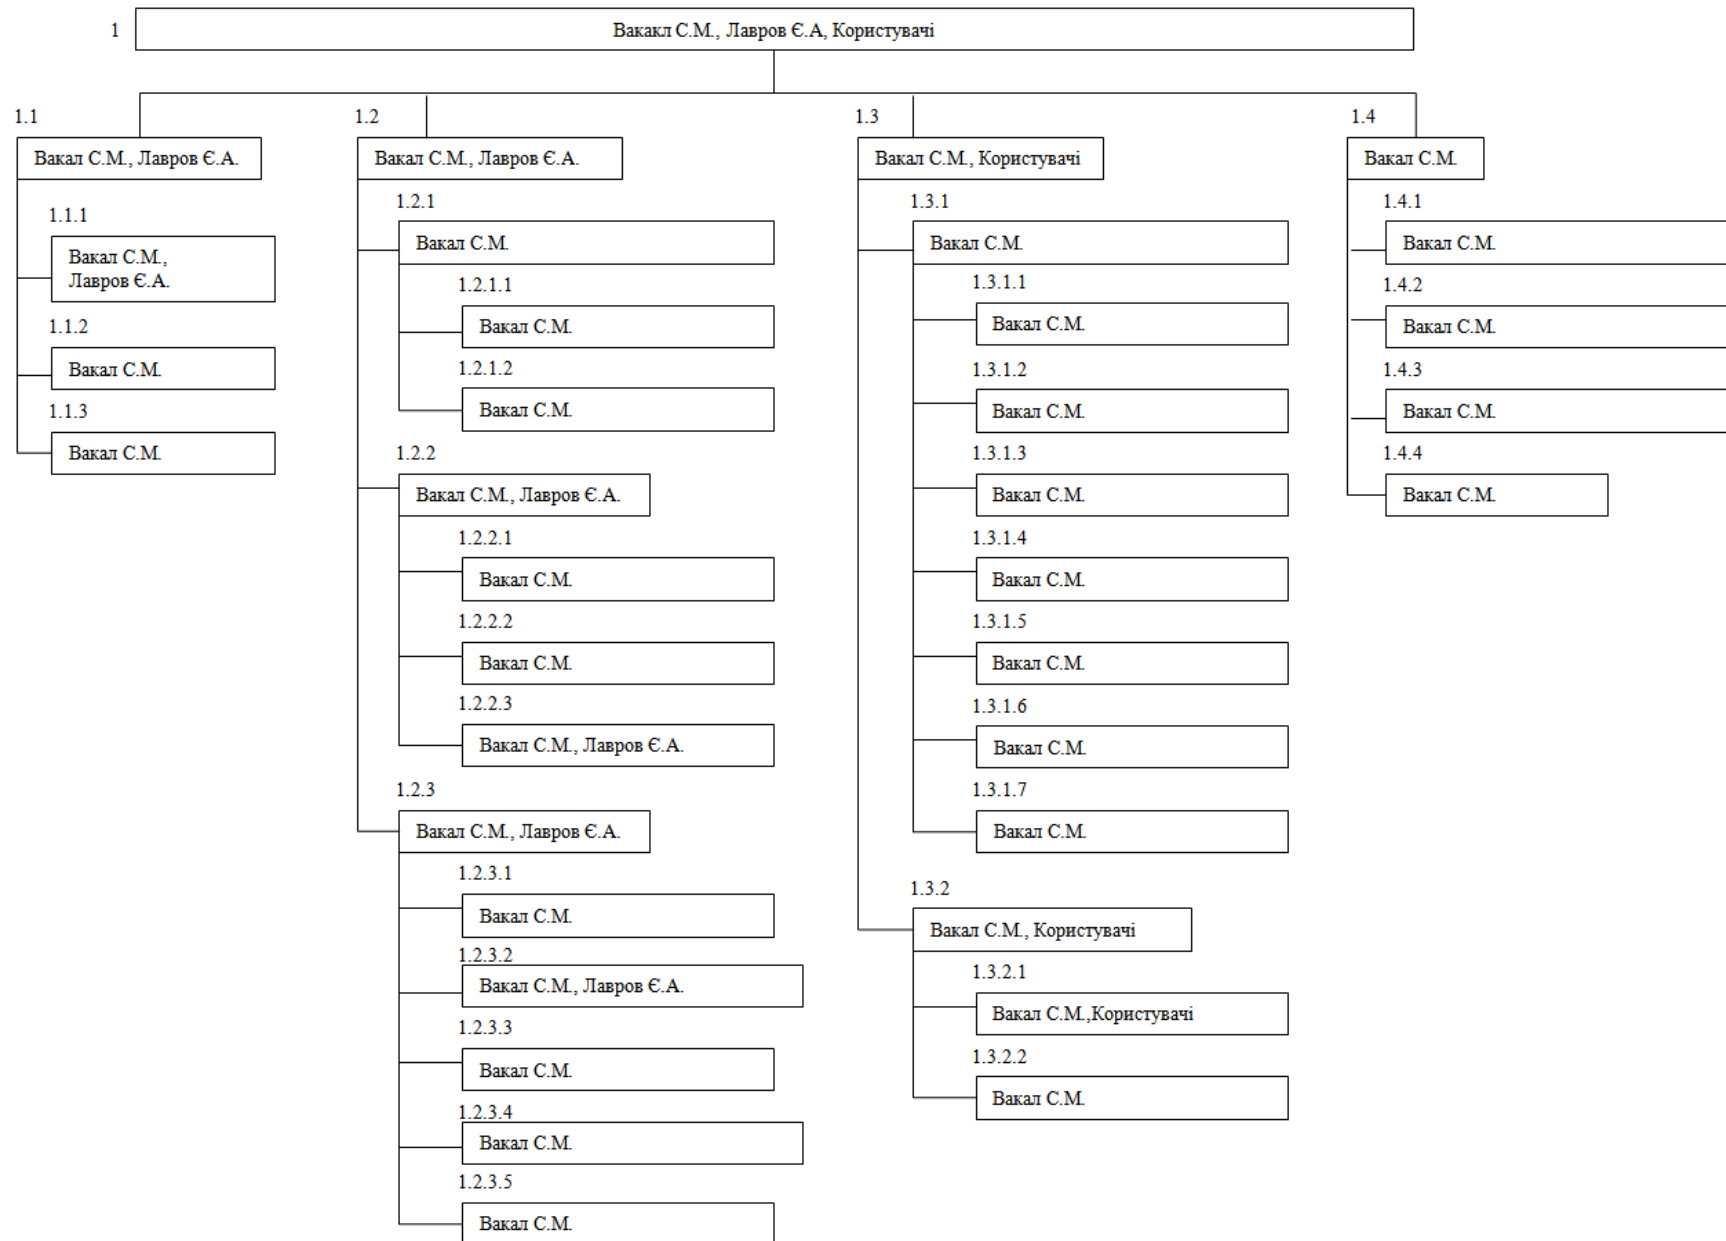 1
Вакакл С.М., Лавров Є.А, Користувачі
1.1
Вакал С.М., Лавров Є.А.
1.1.1
Вакал С.М.,
Лавров Є.А.
1.1.2
Вакал С.М.
1.1.3
Вакал С.М.
1.2
Вакал С.М., Лавров Є.А.
1.2.1
Вакал С.М.
1.2.1.1
Вакал С.М.
1.2.1.2
Вакал С.М.
1.2.2
Вакал С.М., Лавров Є.А.
1.2.2.1
Вакал С.М.
1.2.2.2
Вакал С.М.
1.2.2.3
Вакал С.М., Лавров Є.А.
1.2.3
Вакал С.М., Лавров Є.А.
1.2.3.1
Вакал С.М.
1.2.3.2
Вакал С.М., Лавров Є.А.
1.2.3.3
Вакал С.М.
1.2.3.4
Вакал С.М.
1.2.3.5
Вакал С.М.
1.3
Вакал С.М., Користувачі
1.3.1
Вакал С.М.
1.3.1.1
Вакал С.М.
1.3.1.2
Вакал С.М.
1.3.1.3
Вакал С.М.
1.3.1.4
Вакал С.М.
1.3.1.5
Вакал С.М.
1.3.1.6
Вакал С.М.
1.3.1.7
Вакал С.М.
1.3.2
Вакал С.М., Користувачі
1.3.2.1
Вакал С.М.,Користувачі
1.3.2.2
Вакал С.М.
1.4
Вакал С.М.
1.4.1
Вакал С.М.
1.4.2
Вакал С.М.
1.4.3
Вакал С.М.
1.4.4
Вакал С.М.